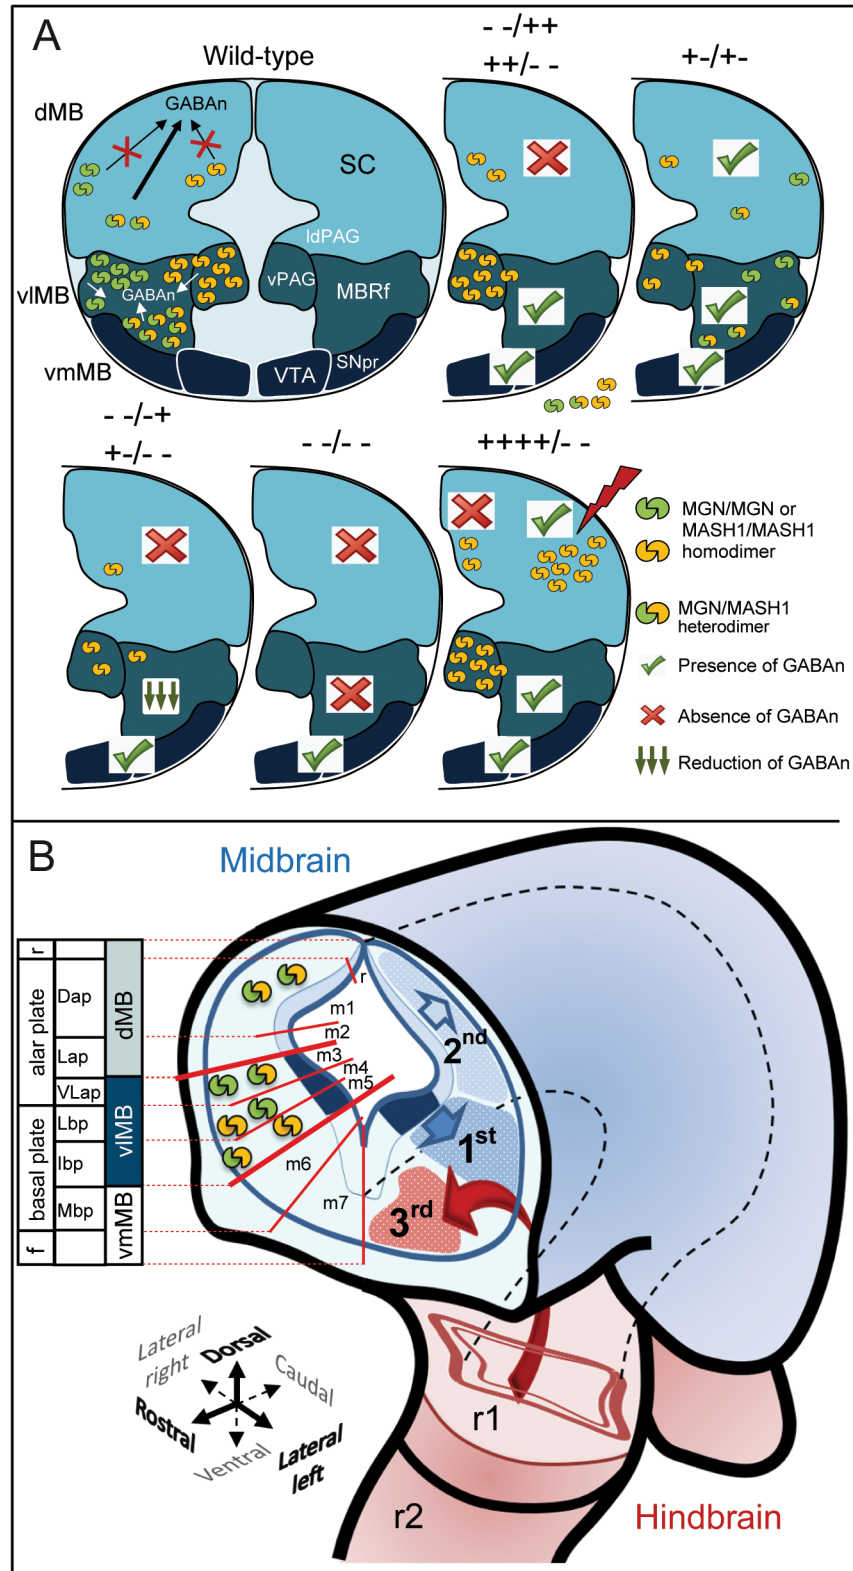 A
Wild-type
- -/++
++/- -
+-/+-
dMB
GABAn
SC
ldPAG
vlMB
GABAn
vPAG
MBRf
vmMB
VTA
SNpr
- -/-+
+-/- -
- -/- -
++++/- -
MGN/MGN or
MASH1/MASH1
homodimer
MGN/MASH1
heterodimer
Presence of GABAn
Absence of GABAn
Reduction of GABAn
B
Midbrain
r
alar plate
basal plate
f
Dap
Lap
VLap
Lbp
Ibp
Mbp
dMB
vlMB
vmMB
r
m1
m2
m3
m4
m5
m6
m7
2nd
1st
3rd
Lateral
right
Dorsal
Caudal
Rostral
Ventral
Lateral
left
r1
r2
Hindbrain